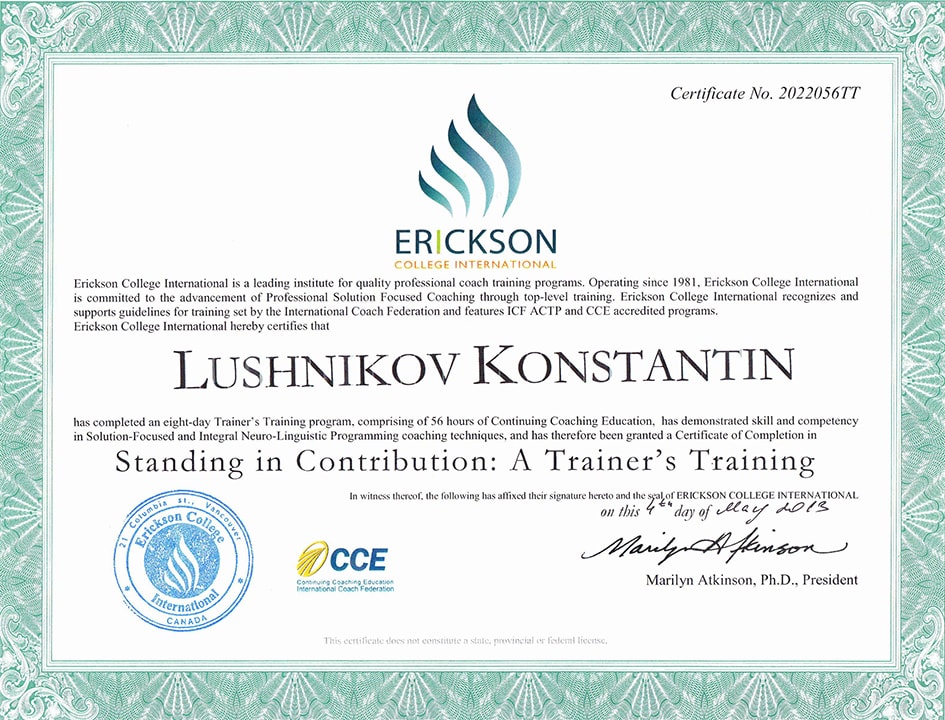 Certificate No. 2022056TT
ERICKSON
COLLEGE INTERNATIONAL
Erickson College International is a leading institute for quality professional coach training programs. Operating since 1981, Erickson College International
is committed to the advancement of Professional Solution Focused Coaching through top-level training. Erickson College International recognizes and
supports guidelines for training set by the International Coach Federation and features ICF ACTP and CCE accredited programs.
Erickson College International hereby certifies that
LUSHNIKOV KONSTANTIN
has completed an eight-day Trainer's Training program, comprising of 56 hours of Continuing Coaching Education, has demonstrated skill and competency
in Solution-Focused and Integral Neuro-Linguistic Programming coaching techniques, and has therefore been granted a Certificate of Completion in
Standing in Contribution: A Trainer's Training
In witness thereof, the following has affixed their signature hereto and the seal of ERICKSON COLLEGE INTERNATIONAL
on this 4th day of May 2013
Marilyn Atkinson
Marilyn Atkinson, Ph.D., President
21 Columbia St., Vancouver
Erickson College
International
CANADA
CCE
Continuing Coaching Education
International Coach Federation
This certificate does not constitute a state, provincial or federal license.